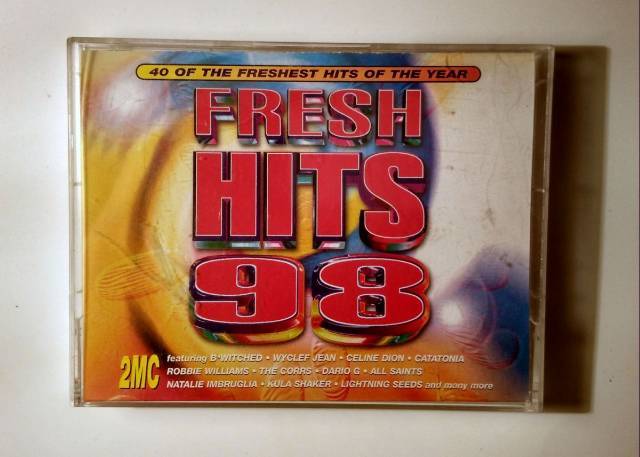 40 OF THE FRESHEST HITS OF THE YEAR
FRESH
HITS
98
2MC
featuring B*WITCHED • WYCLEF JEAN • CELINE DION • CATATONIA
ROBBIE WILLIAMS • THE CORRS • DARIO G • ALL SAINTS
NATALIE IMBRUGLIA • KULA SHAKER • LIGHTNING SEEDS and many more